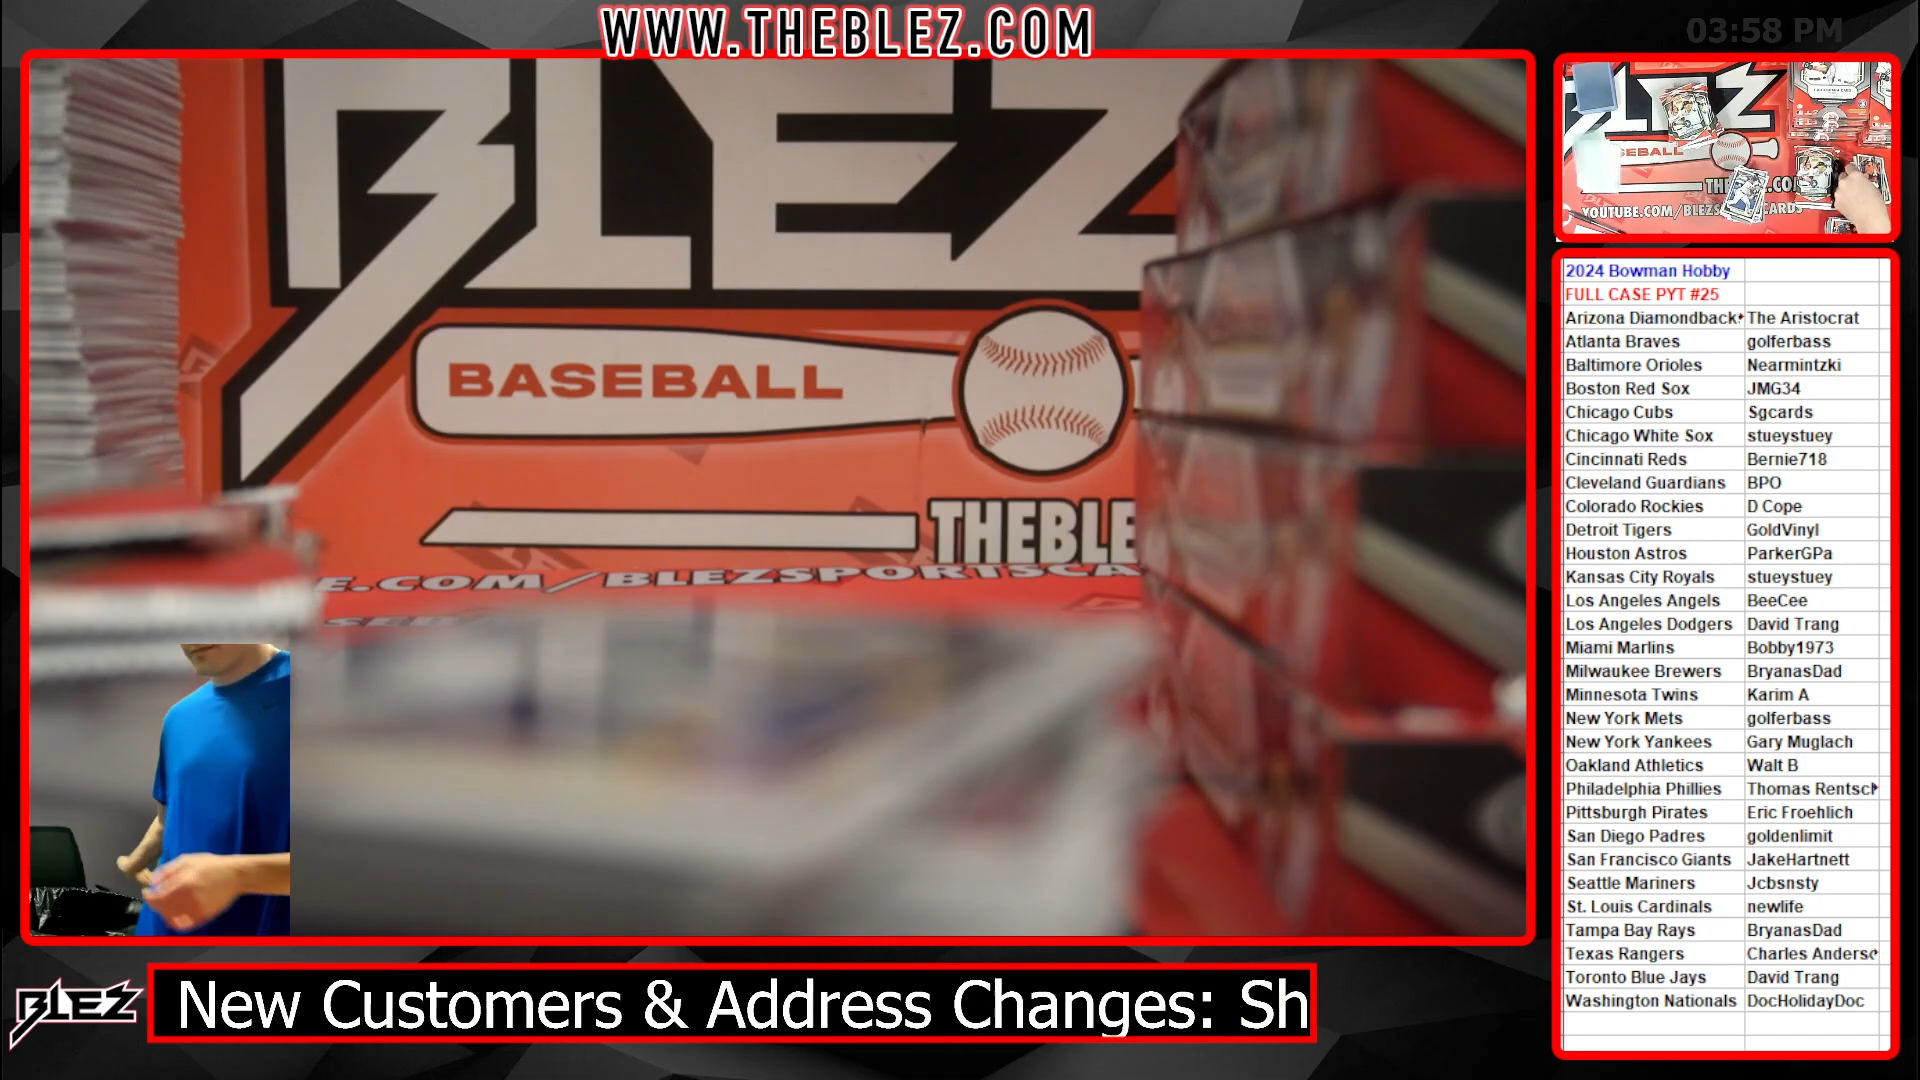 WWW.THEBLEZ.COM
03:58 PM
BLEZ
BASEBALL
THEBLE
E.COM/BLEZSPORTSCA
SEBALL
YOUTUBE.COM/BLEZS CARDS
2024 Bowman Hobby
FULL CASE PYT #25
Arizona Diamondback The Aristocrat
Atlanta Braves golferbass
Baltimore Orioles Nearmintzki
Boston Red Sox JMG34
Chicago Cubs Sgcards
Chicago White Sox stueystuey
Cincinnati Reds Bernie718
Cleveland Guardians BPO
Colorado Rockies D Cope
Detroit Tigers GoldVinyl
Houston Astros ParkerGPa
Kansas City Royals stueystuey
Los Angeles Angels BeeCee
Los Angeles Dodgers David Trang
Miami Marlins Bobby1973
Milwaukee Brewers BryanasDad
Minnesota Twins Karim A
New York Mets golferbass
New York Yankees Gary Muglach
Oakland Athletics Walt B
Philadelphia Phillies Thomas Rentscl
Pittsburgh Pirates Eric Froehlich
San Diego Padres goldenlimit
San Francisco Giants JakeHartnett
Seattle Mariners Jcbsnsty
St. Louis Cardinals newlife
Tampa Bay Rays BryanasDad
Texas Rangers Charles Anders
Toronto Blue Jays David Trang
Washington Nationals DocHolidayDoc
BLEZ
New Customers & Address Changes: Sh